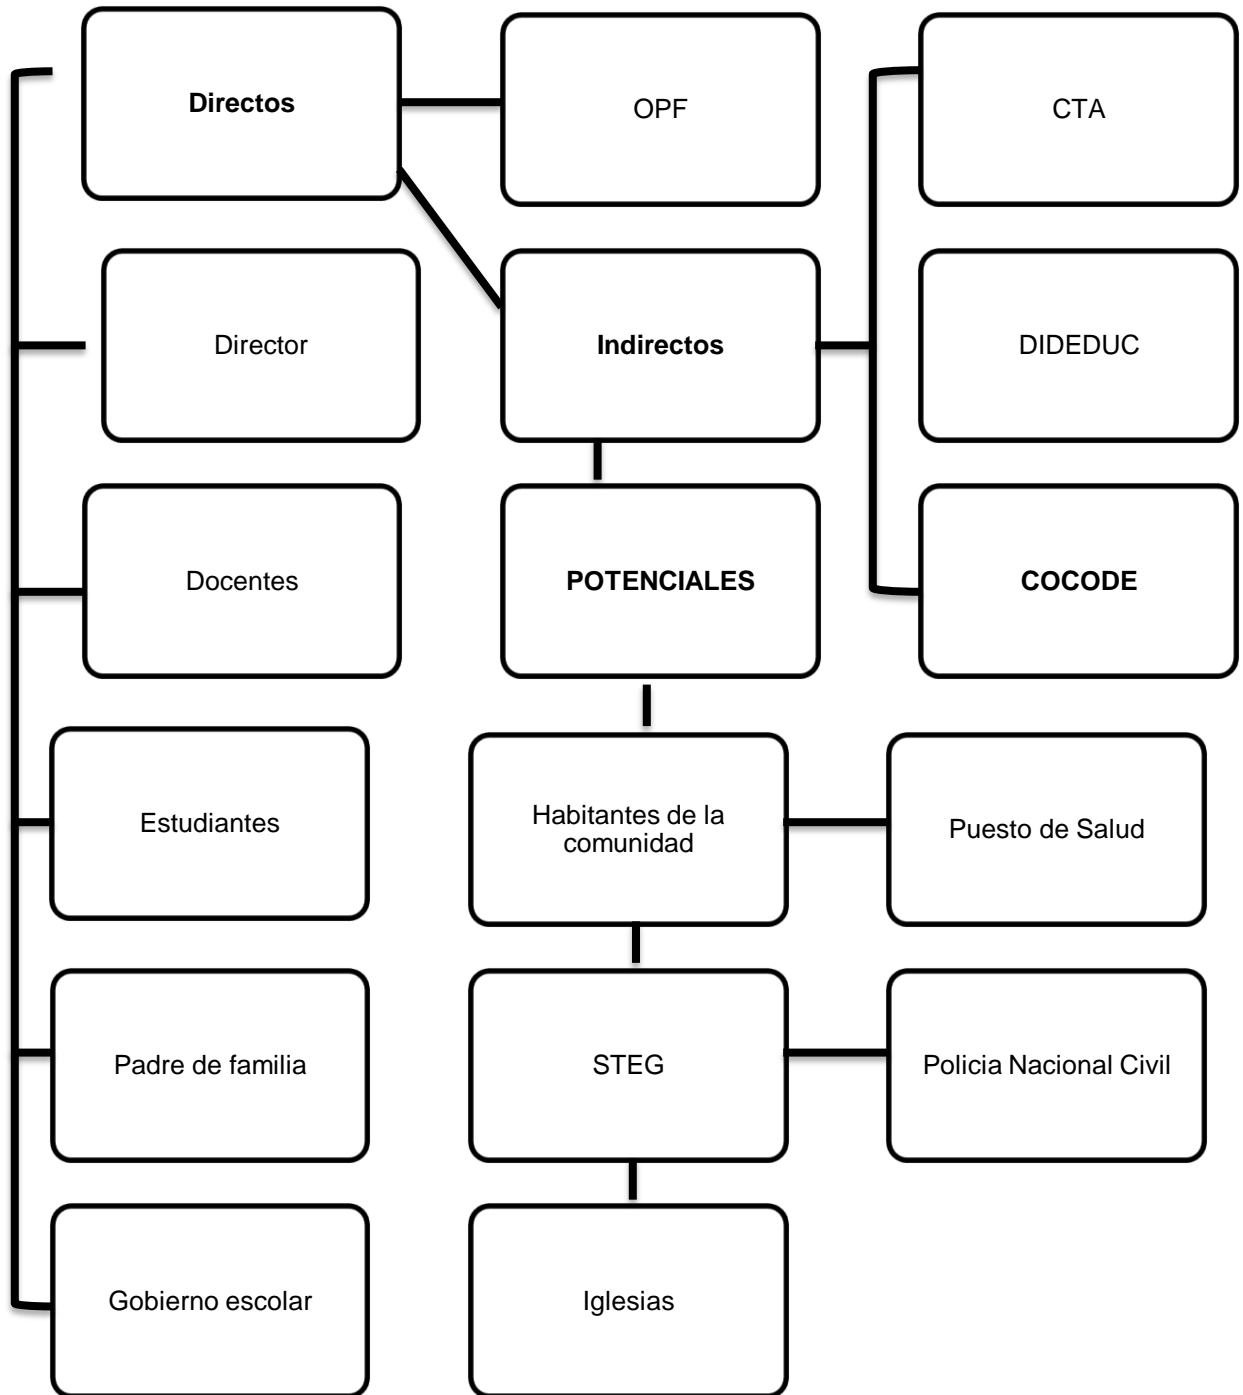 Directos
OPF
CTA
Director
Indirectos
DIDEDUC
Docentes
POTENCIALES
COCODE
Estudiantes
Habitantes de la
comunidad
Puesto de Salud
Padre de familia
STEG
Policia Nacional Civil
Gobierno escolar
Iglesias